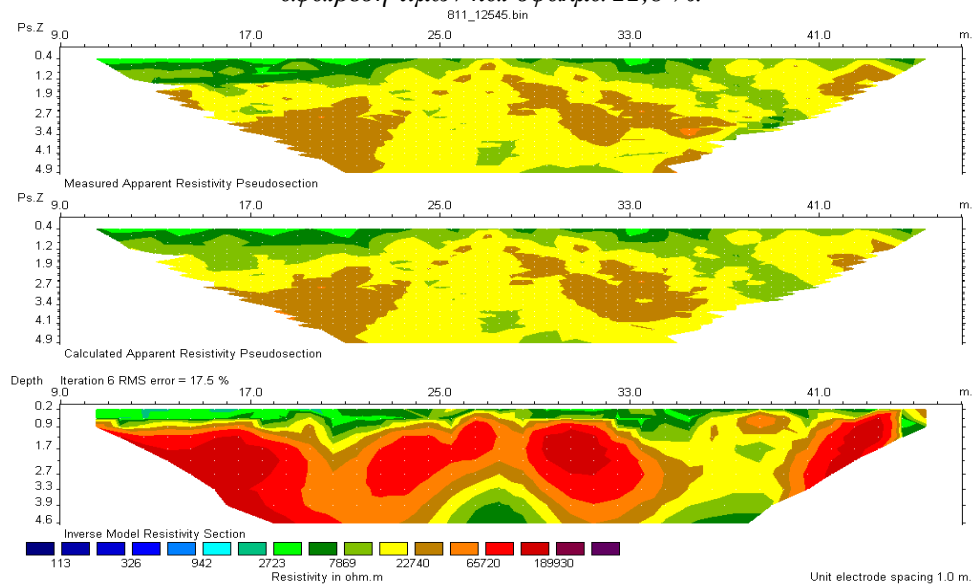 811_12545.bin
Ps.Z 9.0 17.0 25.0 33.0 41.0 m.
0.4
1.2
1.9
2.7
3.4
4.1
4.9
Measured Apparent Resistivity Pseudosection
Ps.Z 9.0 17.0 25.0 33.0 41.0 m.
0.4
1.2
1.9
2.7
3.4
4.1
4.9
Calculated Apparent Resistivity Pseudosection
Depth Iteration 6 RMS error = 17.5 %
9.0 17.0 25.0 33.0 41.0 m.
0.2
0.9
1.7
2.7
3.3
3.9
4.6
Inverse Model Resistivity Section
113 326 942 2723 7869 22740 65720 189930
Resistivity in ohm.m Unit electrode spacing 1.0 m.